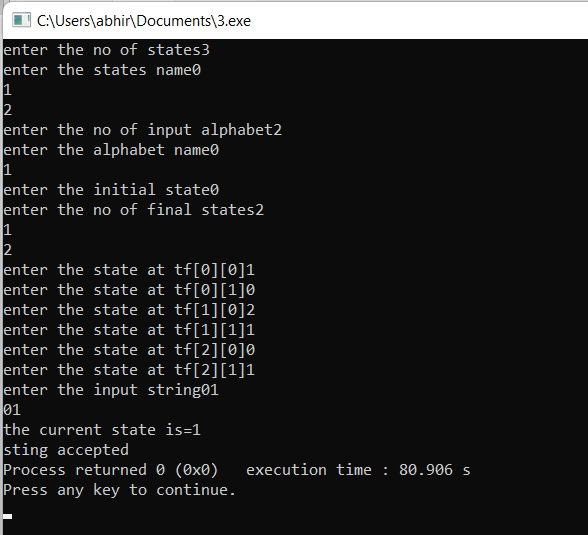 C:\Users\abhir\Documents\3.exe
enter the no of states3
enter the states name0
1
2
enter the no of input alphabet2
enter the alphabet name0
1
enter the initial state0
enter the no of final states2
1
2
enter the state at tf[0][0]1
enter the state at tf[0][1]0
enter the state at tf[1][0]2
enter the state at tf[1][1]1
enter the state at tf[2][0]0
enter the state at tf[2][1]1
enter the input string01
01
the current state is=1
sting accepted
Process returned 0 (0x0)   execution time : 80.906 s
Press any key to continue.